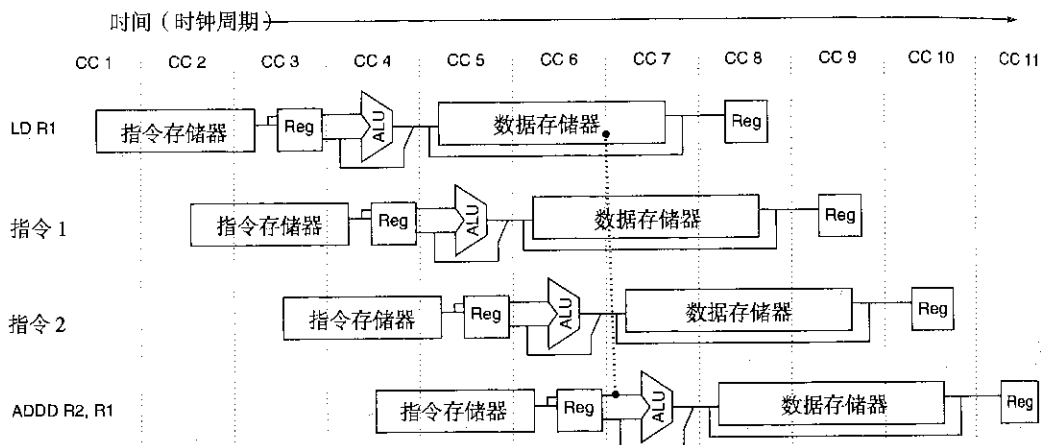 时间（时钟周期）
CC 1 CC 2 CC 3 CC 4 CC 5 CC 6 CC 7 CC 8 CC 9 CC 10 CC 11
LD R1 指令存储器 Reg ALU 数据存储器 Reg
指令 1 指令存储器 Reg ALU 数据存储器 Reg
指令 2 指令存储器 Reg ALU 数据存储器 Reg
ADDD R2, R1 指令存储器 Reg ALU 数据存储器 Reg